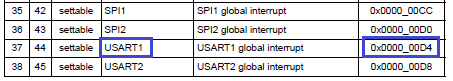 35 42 settable SPI1 SPI1 global interrupt 0x0000_00CC
36 43 settable SPI2 SPI2 global interrupt 0x0000_00D0
37 44 settable USART1 USART1 global interrupt 0x0000_00D4
38 45 settable USART2 USART2 global interrupt 0x0000_00D8